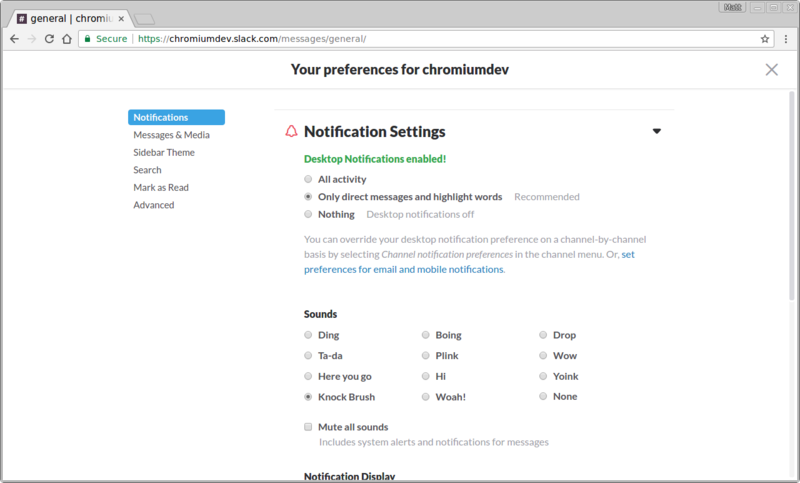 Matt
# general | chromiu
Secure https://chromiumdev.slack.com/messages/general/
Your preferences for chromiumdev
Notifications
Messages & Media
Sidebar Theme
Search
Mark as Read
Advanced
Notification Settings
Desktop Notifications enabled!
All activity
Only direct messages and highlight words Recommended
Nothing Desktop notifications off
You can override your desktop notification preference on a channel-by-channel
basis by selecting Channel notification preferences in the channel menu. Or, set
preferences for email and mobile notifications.
Sounds
Ding Boing Drop
Ta-da Plink Wow
Here you go Hi Yoink
Knock Brush Woah! None
Mute all sounds
Includes system alerts and notifications for messages
Notification Display